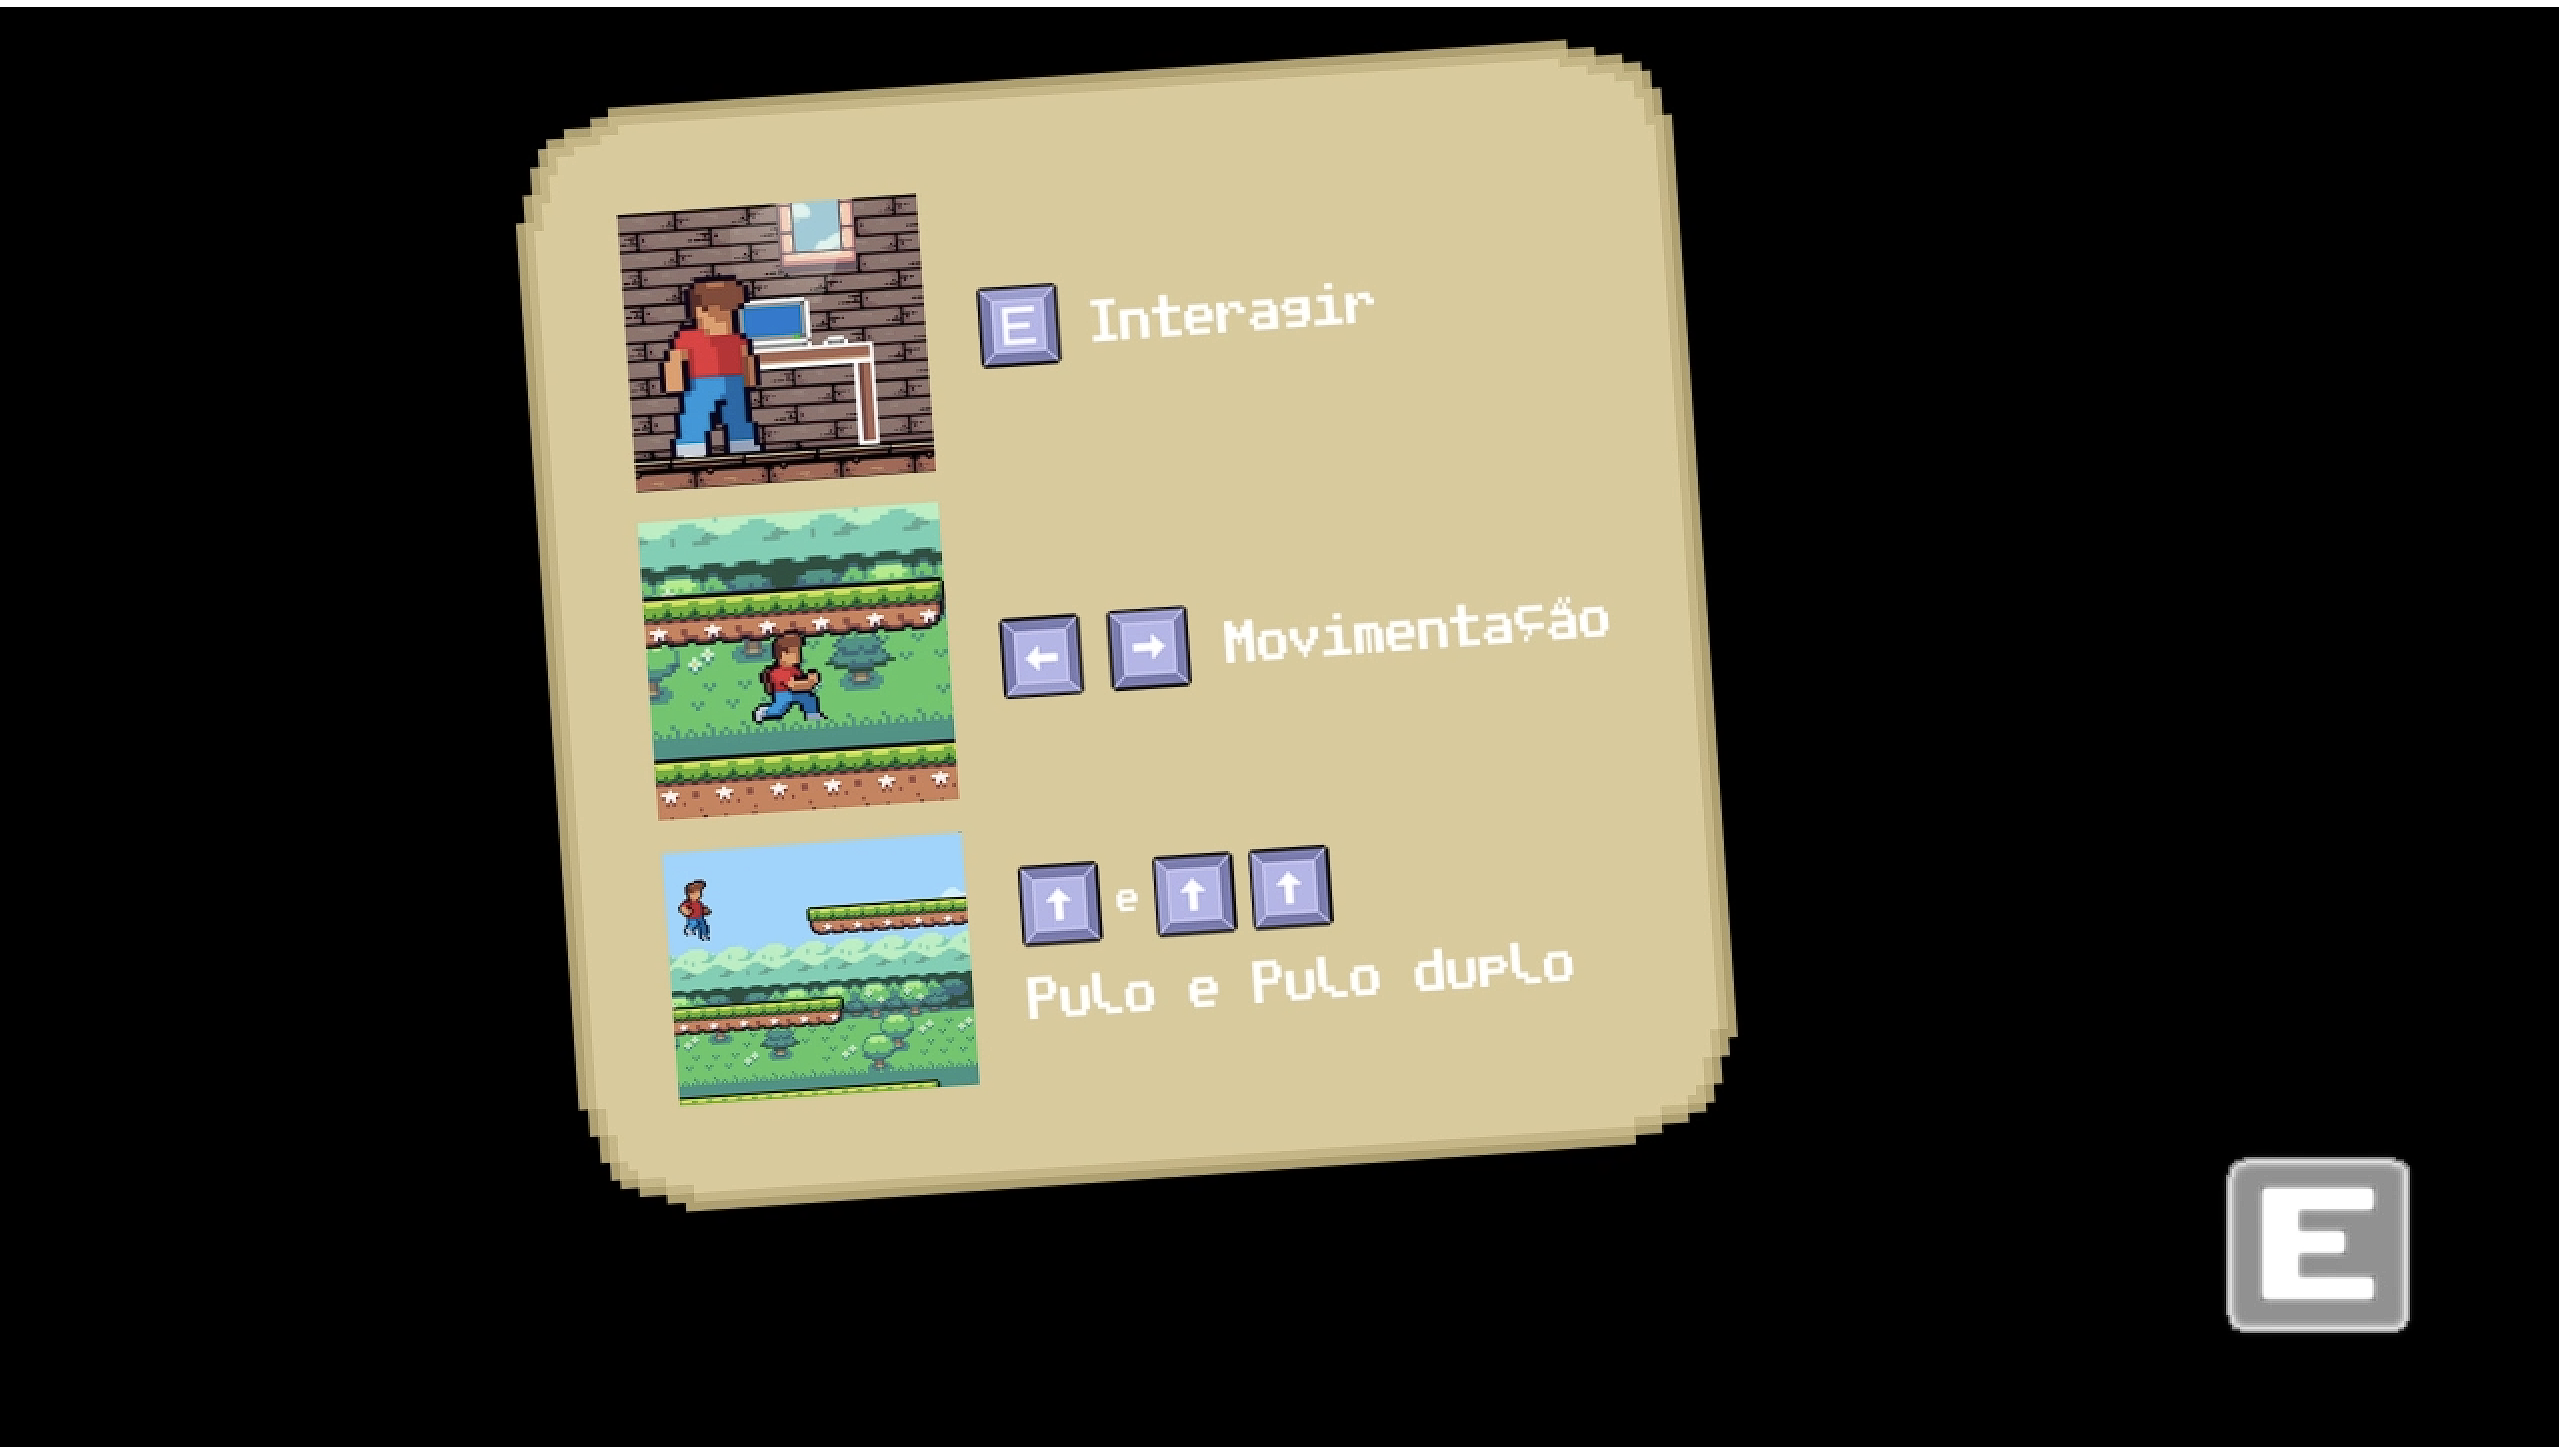 E Interagir
← → Movimentação
↑ e ↑ ↑
Pulo e Pulo duplo
E